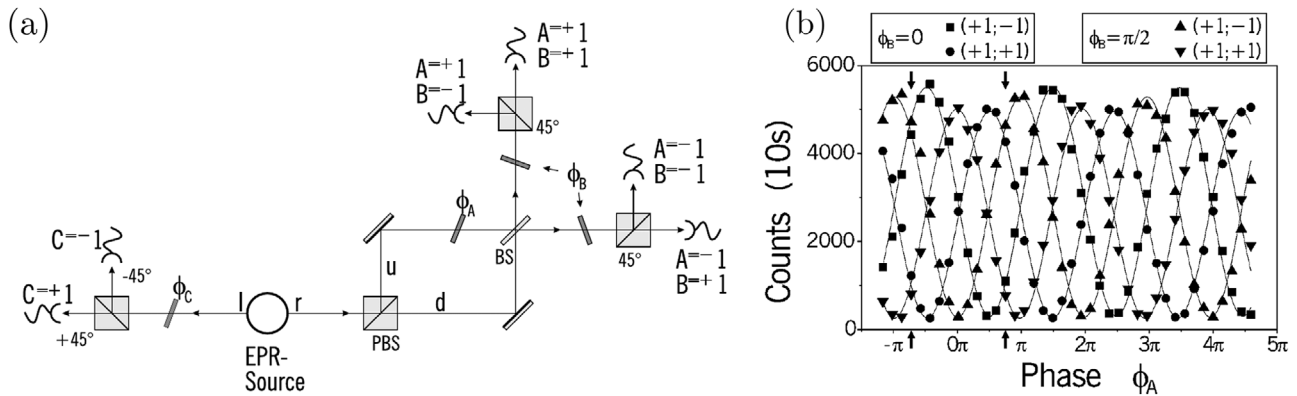 (a)
A=+1
B=+1
A=+1
B=-1
45°
A=-1
B=-1
ϕB
ϕA
BS
45°
A=-1
B=+1
C=-1
-45°
ϕC
C=+1
+45°
l
r
u
d
PBS
EPR-
Source
(b)
ϕB=0
(+1;-1)
(+1;+1)
ϕB=π/2
(+1;-1)
(+1;+1)
6000
4000
2000
0
Counts (10s)
-π 0π π 2π 3π 4π 5π
Phase ϕA